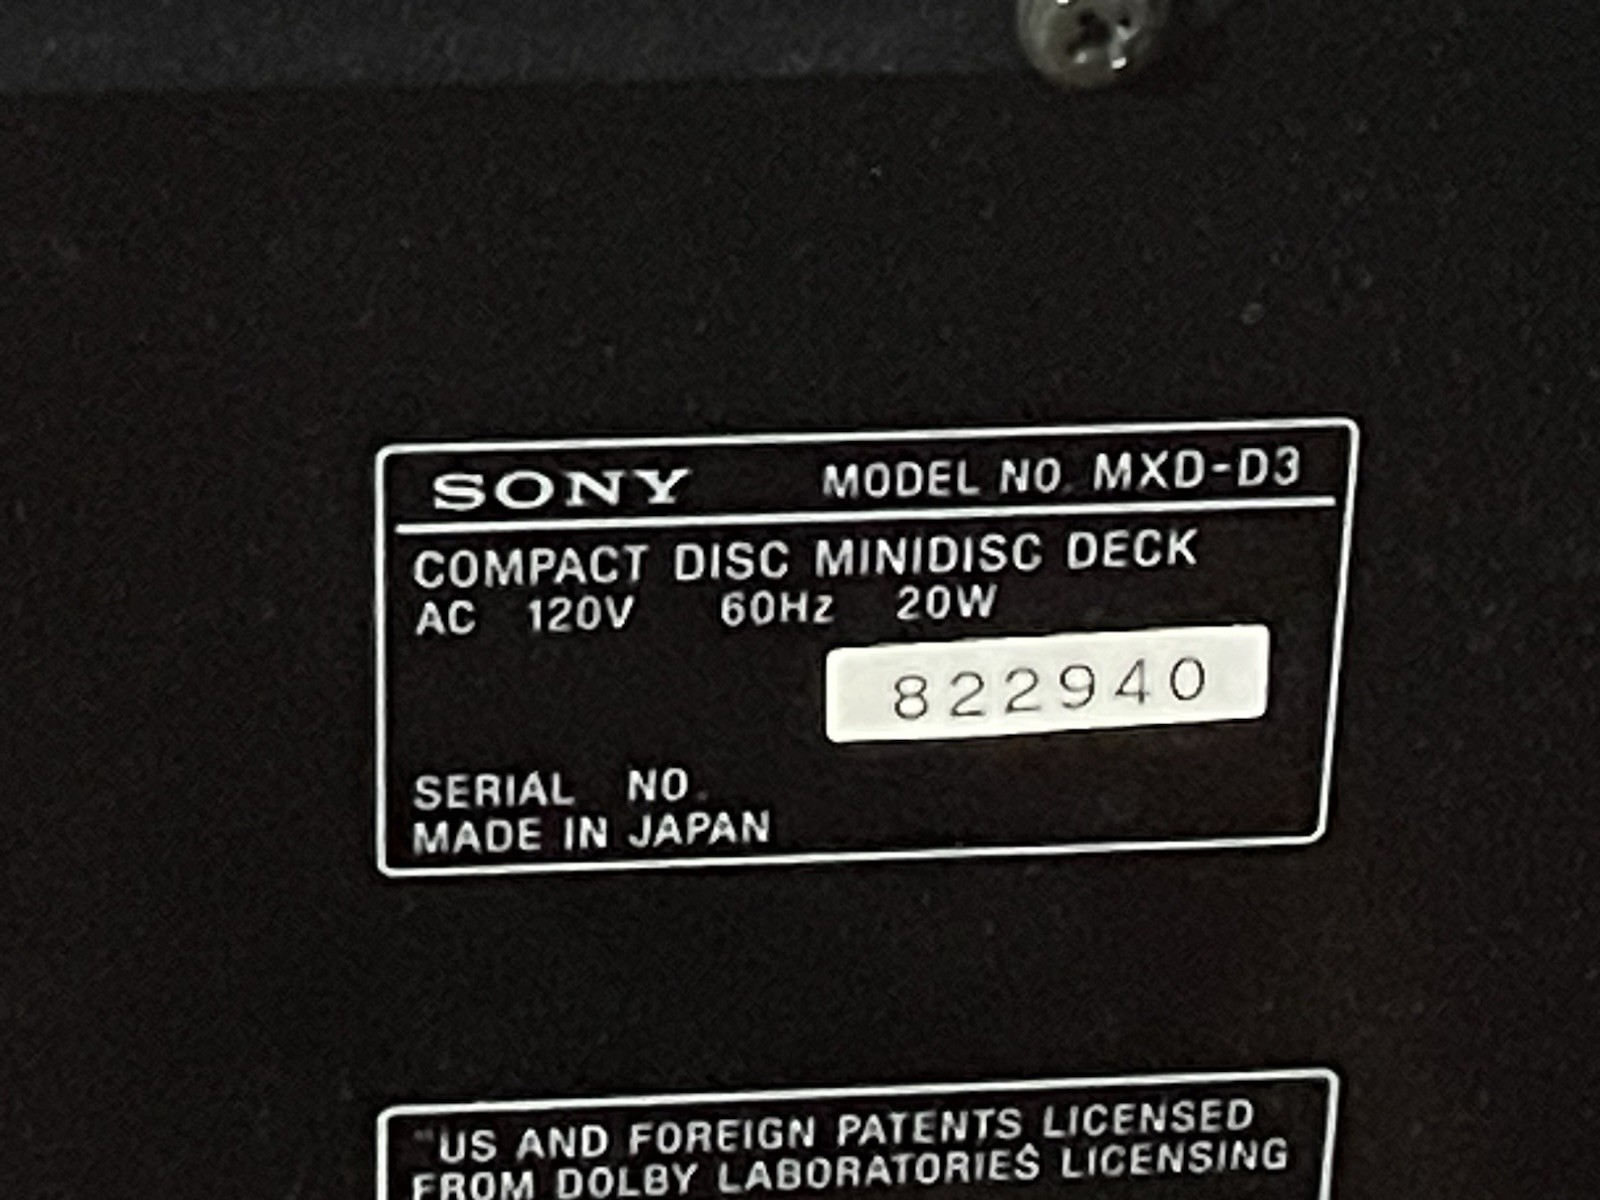 SONY MODEL NO. MXD-D3
COMPACT DISC MINIDISC DECK
AC 120V 60Hz 20W
822940
SERIAL NO.
MADE IN JAPAN
"US AND FOREIGN PATENTS LICENSED
FROM DOLBY LABORATORIES LICENSING